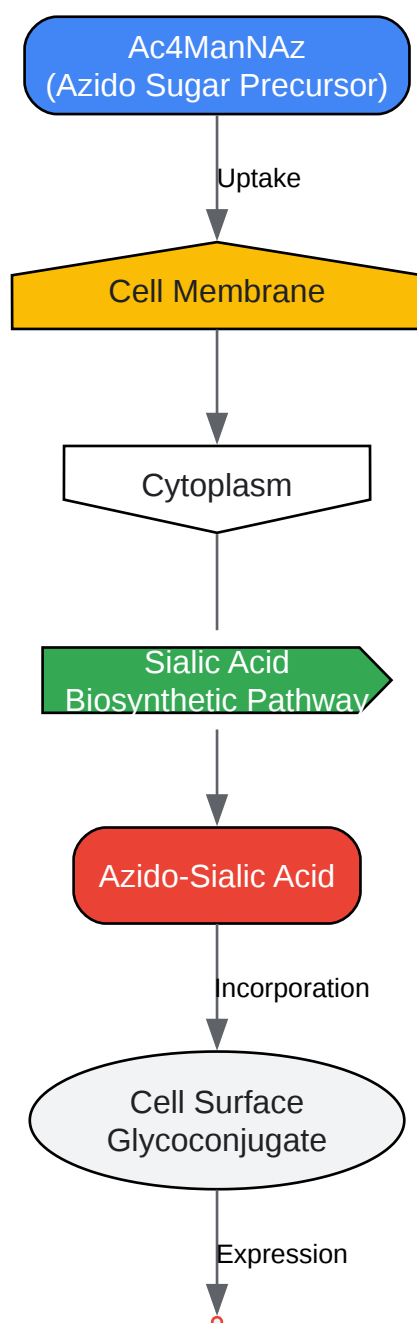 Ac4ManNAz
(Azido Sugar Precursor)
Uptake
Cell Membrane
Cytoplasm
Sialic Acid
Biosynthetic Pathway
Azido-Sialic Acid
Incorporation
Cell Surface
Glycoconjugate
Expression